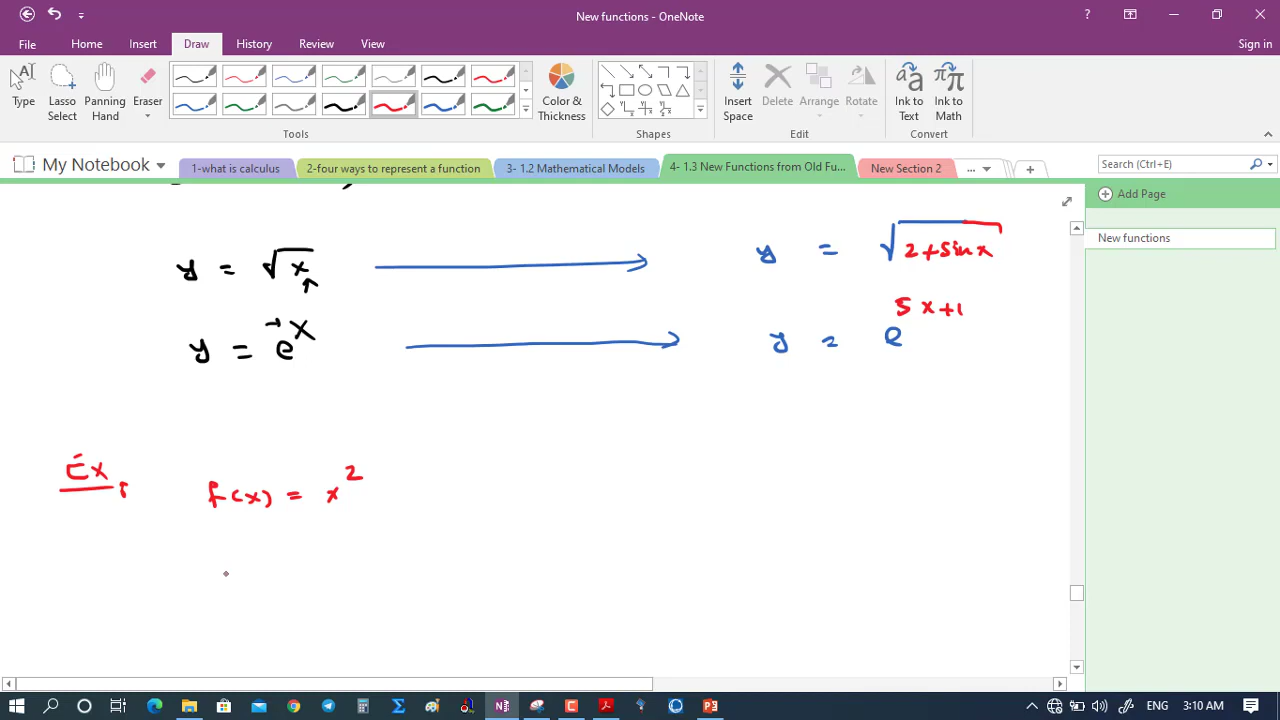 New functions - OneNote
? 
File Home Insert Draw History Review View Sign in
Type Lasso Select Panning Hand Eraser Color & Thickness Insert Space Delete Arrange Rotate Ink to Text Ink to Math
Tools Shapes Edit Convert
My Notebook 1-what is calculus 2-four ways to represent a function 3- 1.2 Mathematical Models 4- 1.3 New Functions from Old Fu... New Section 2 ... Search (Ctrl+E)
Add Page
New functions
y = √x y = √2+sinx
y = e^x y = e^5x+1
Ex: f(x) = x^2
ENG 3:10 AM